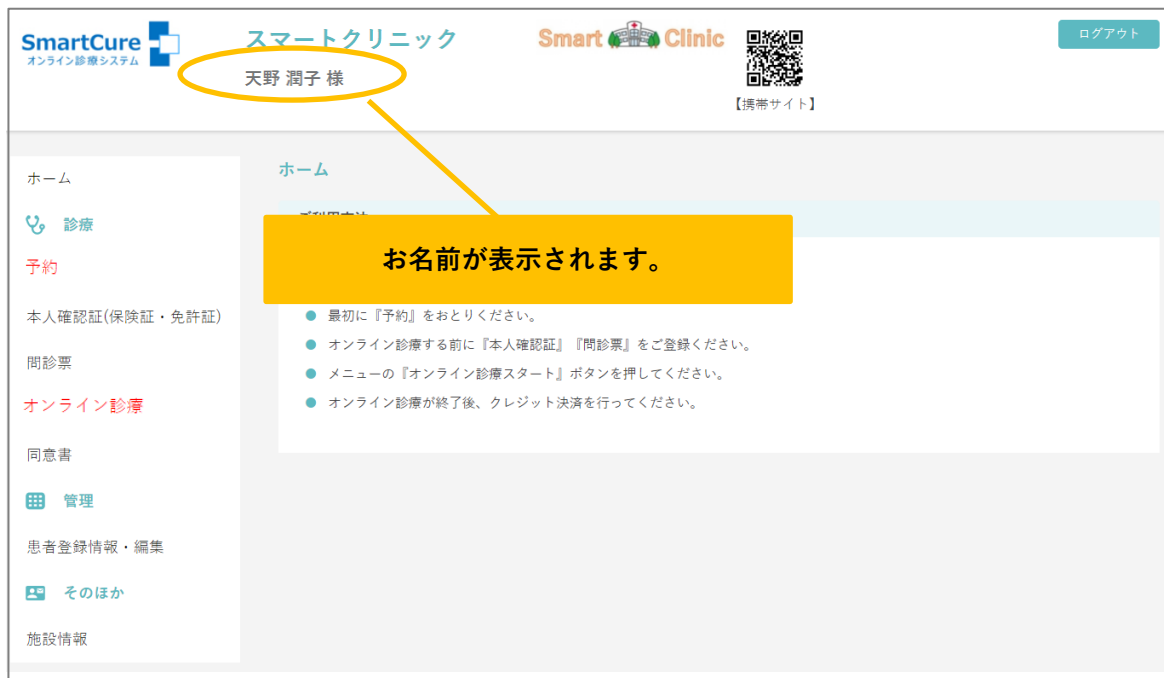 SmartCure
オンライン診療システム
スマートクリニック
Smart Clinic
ログアウト
天野 潤子 様
【携帯サイト】
ホーム
診療
予約
本人確認証(保険証・免許証)
問診票
オンライン診療
同意書
管理
患者登録情報・編集
そのほか
施設情報
ホーム
ご利用方法
お名前が表示されます。
最初に『予約』をおとりください。
オンライン診療する前に『本人確認証』『問診票』をご登録ください。
メニューの『オンライン診療スタート』ボタンを押してください。
オンライン診療が終了後、クレジット決済を行ってください。